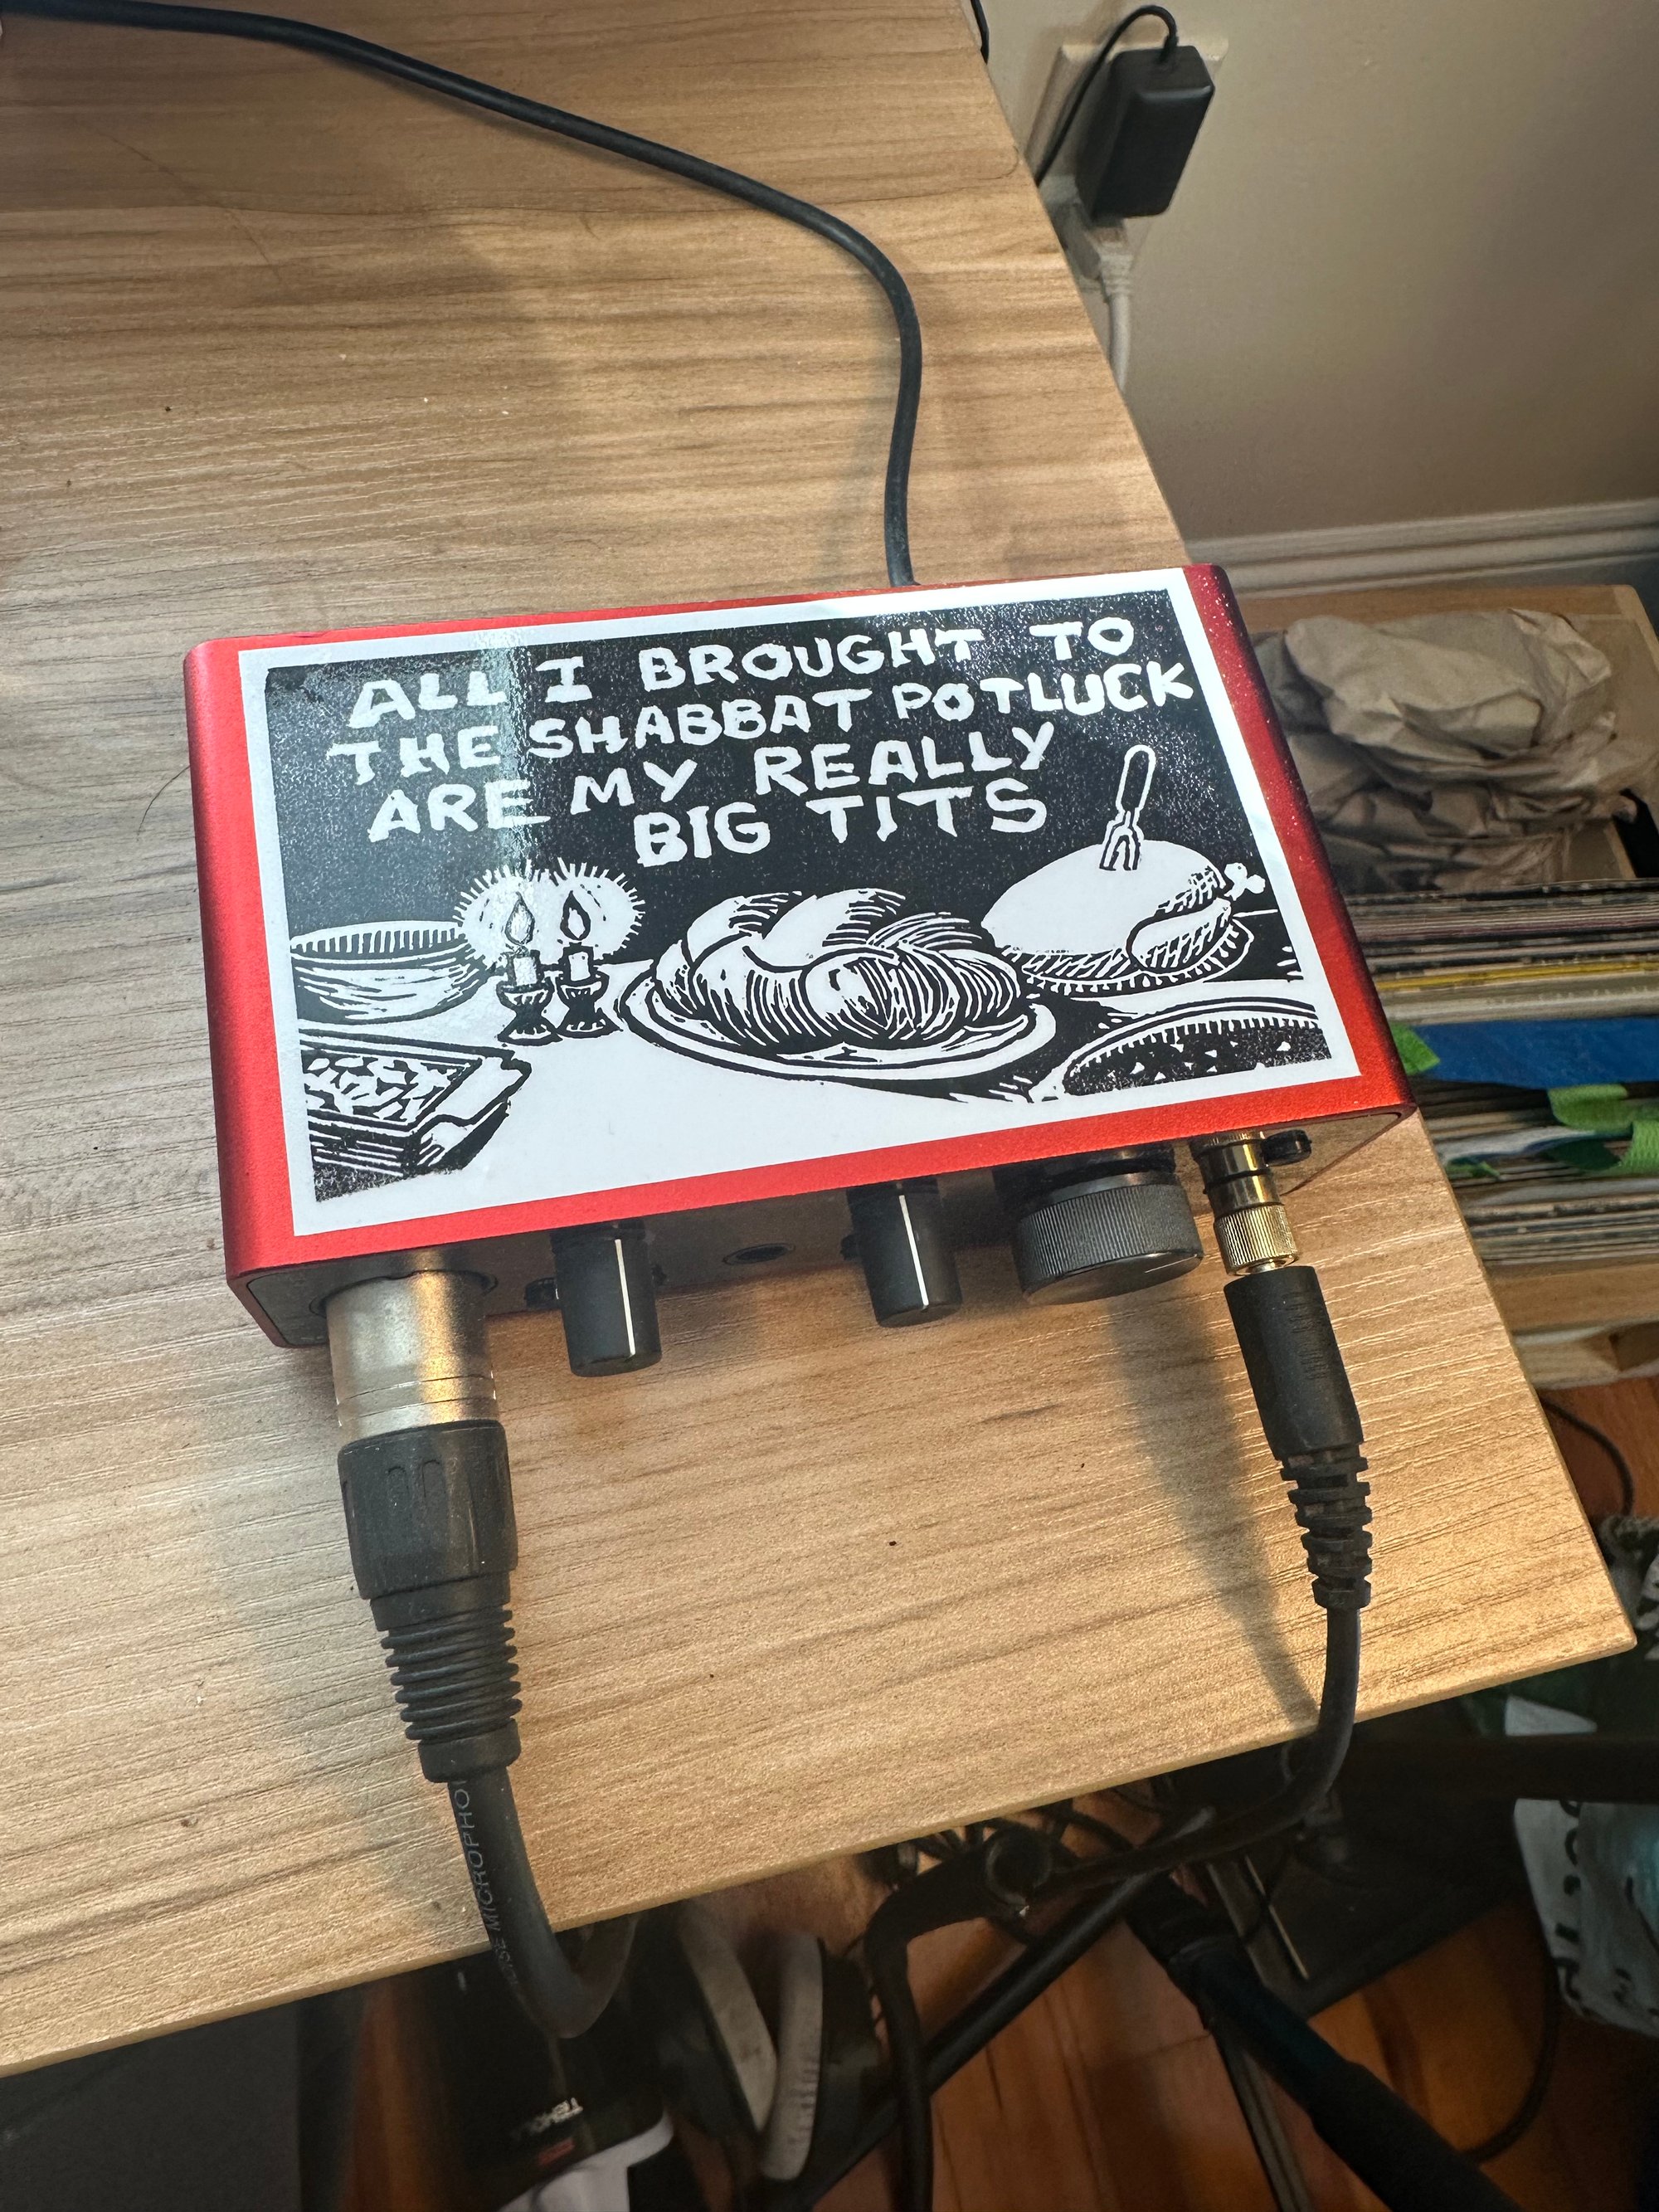 ALL I BROUGHT TO
THE SHABBAT POTLUCK
ARE MY REALLY
BIG TITS